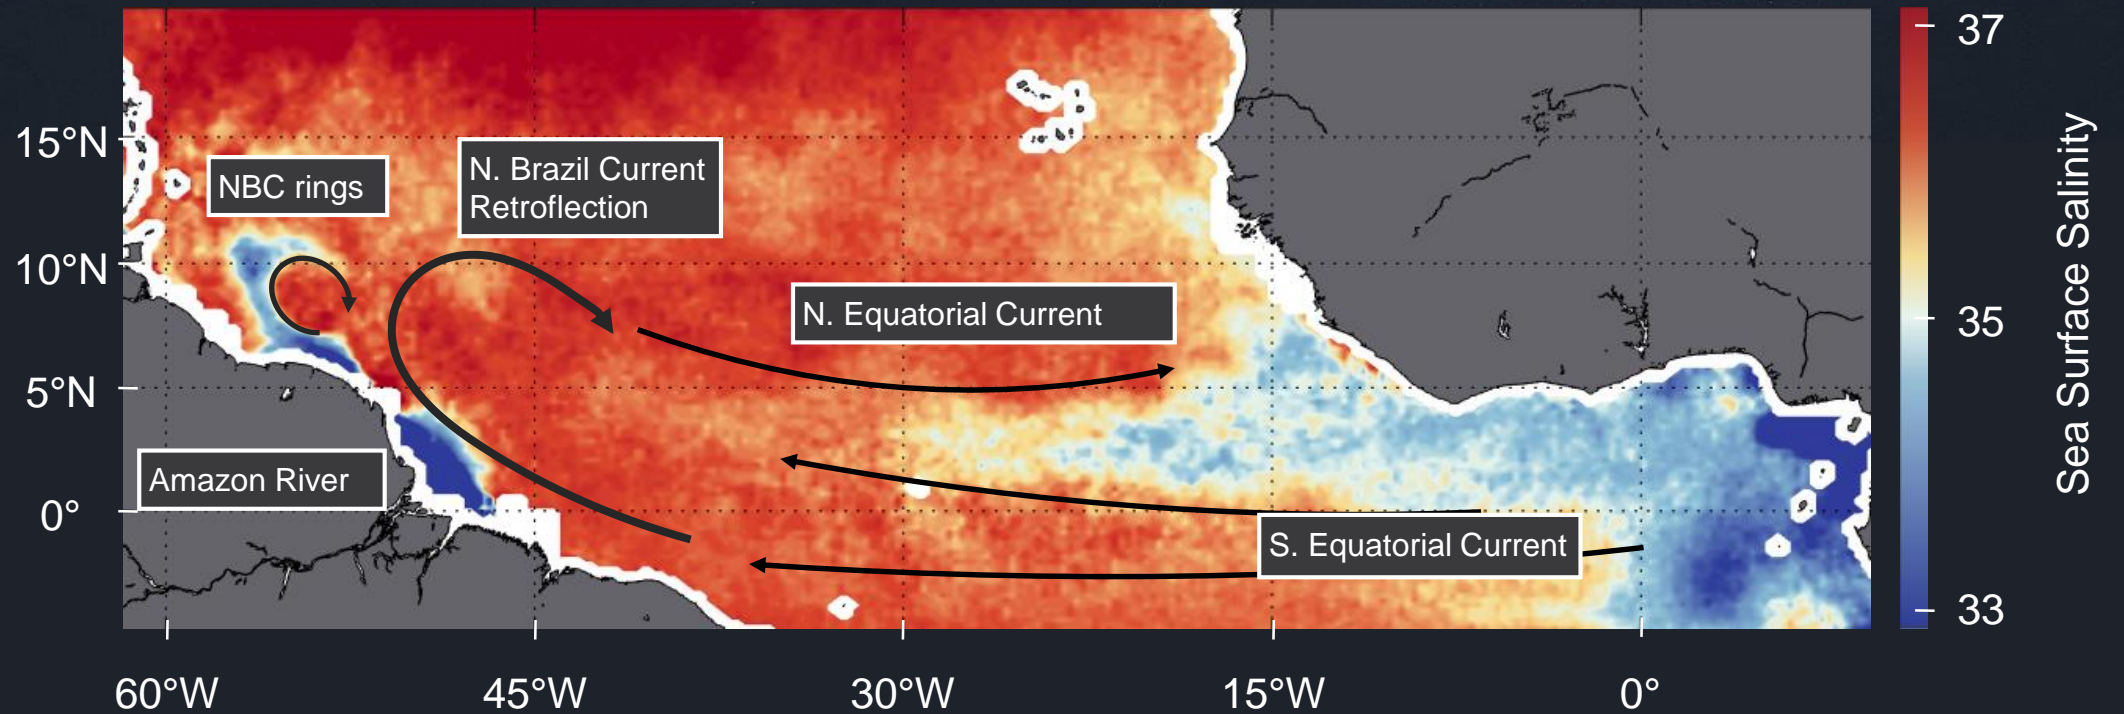 37
15°N
NBC rings
N. Brazil Current
Retroflection
10°N
N. Equatorial Current
35
Sea Surface Salinity
5°N
Amazon River
0°
S. Equatorial Current
33
60°W
45°W
30°W
15°W
0°